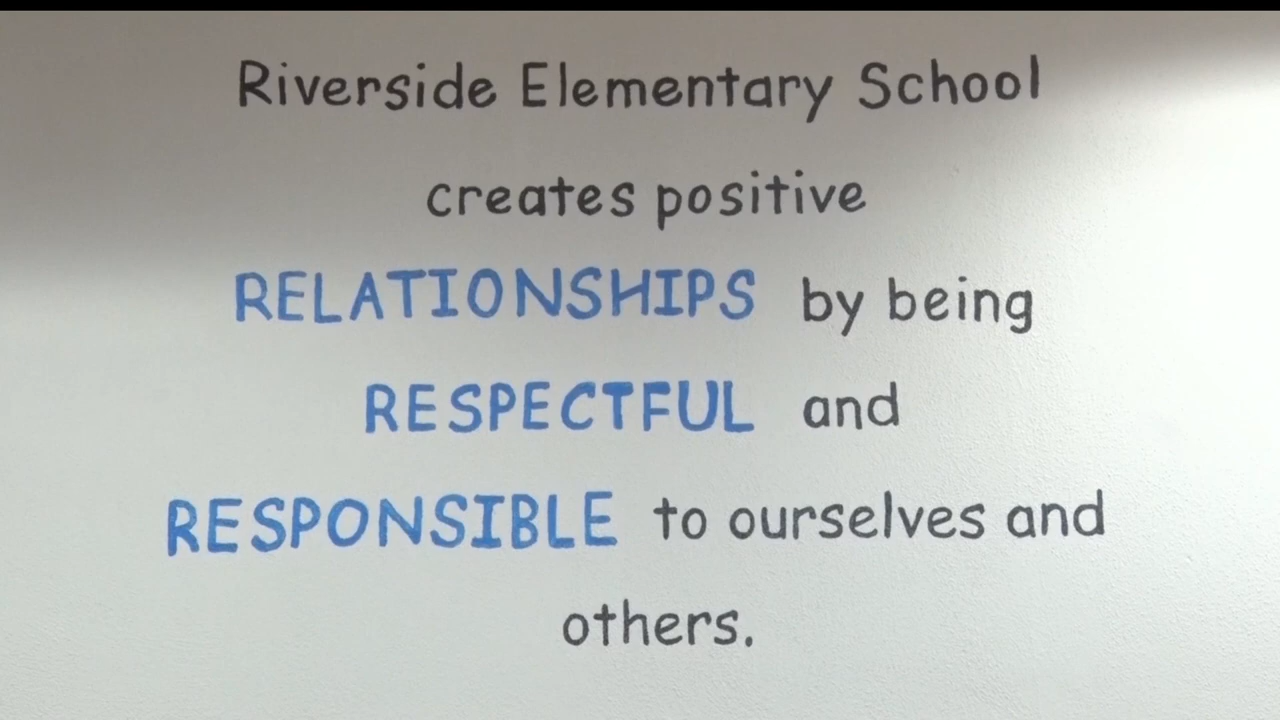 Riverside Elementary School
creates positive
RELATIONSHIPS by being
RESPECTFUL and
RESPONSIBLE to ourselves and
others.